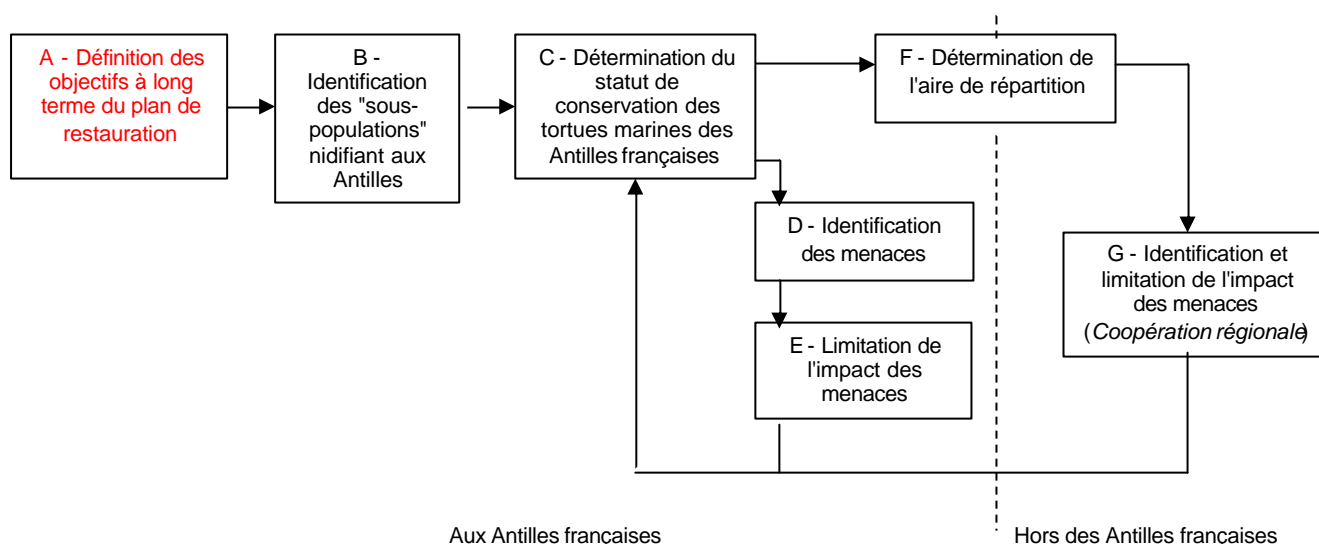 A - Définition des
objectifs à long
terme du plan de
restauration
B -
Identification
des "sous-
populations"
nidifiant aux
Antilles
C - Détermination du
statut de
conservation des
tortues marines des
Antilles françaises
F - Détermination de
l'aire de répartition
D - Identification
des menaces
E - Limitation de
l'impact des
menaces
G - Identification et
limitation de l'impact
des menaces
(Coopération régionale)
Aux Antilles françaises
Hors des Antilles françaises